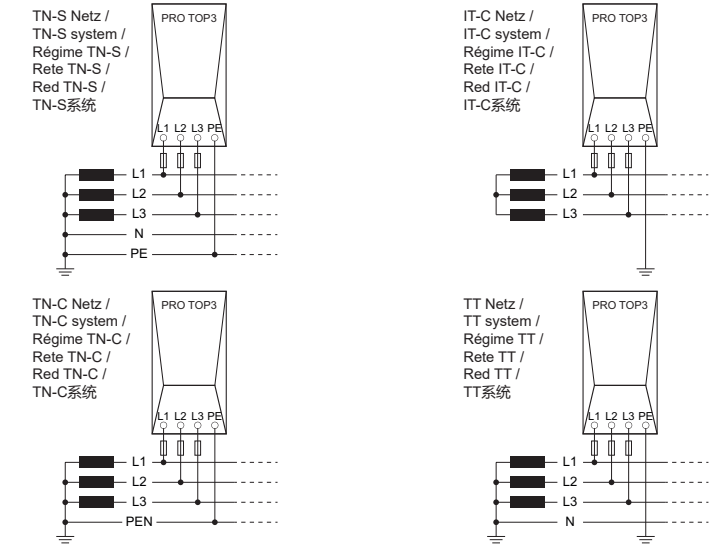 TN-S Netz /
TN-S system /
Régime TN-S /
Rete TN-S /
Red TN-S /
TN-S系统
PRO TOP3
L1 L2 L3 PE
L1
L2
L3
N
PE
IT-C Netz /
IT-C system /
Régime IT-C /
Rete IT-C /
Red IT-C /
IT-C系统
PRO TOP3
L1 L2 L3 PE
L1
L2
L3
TN-C Netz /
TN-C system /
Régime TN-C /
Rete TN-C /
Red TN-C /
TN-C系统
PRO TOP3
L1 L2 L3 PE
L1
L2
L3
PEN
TT Netz /
TT system /
Régime TT /
Rete TT /
Red TT /
TT系统
PRO TOP3
L1 L2 L3 PE
L1
L2
L3
N